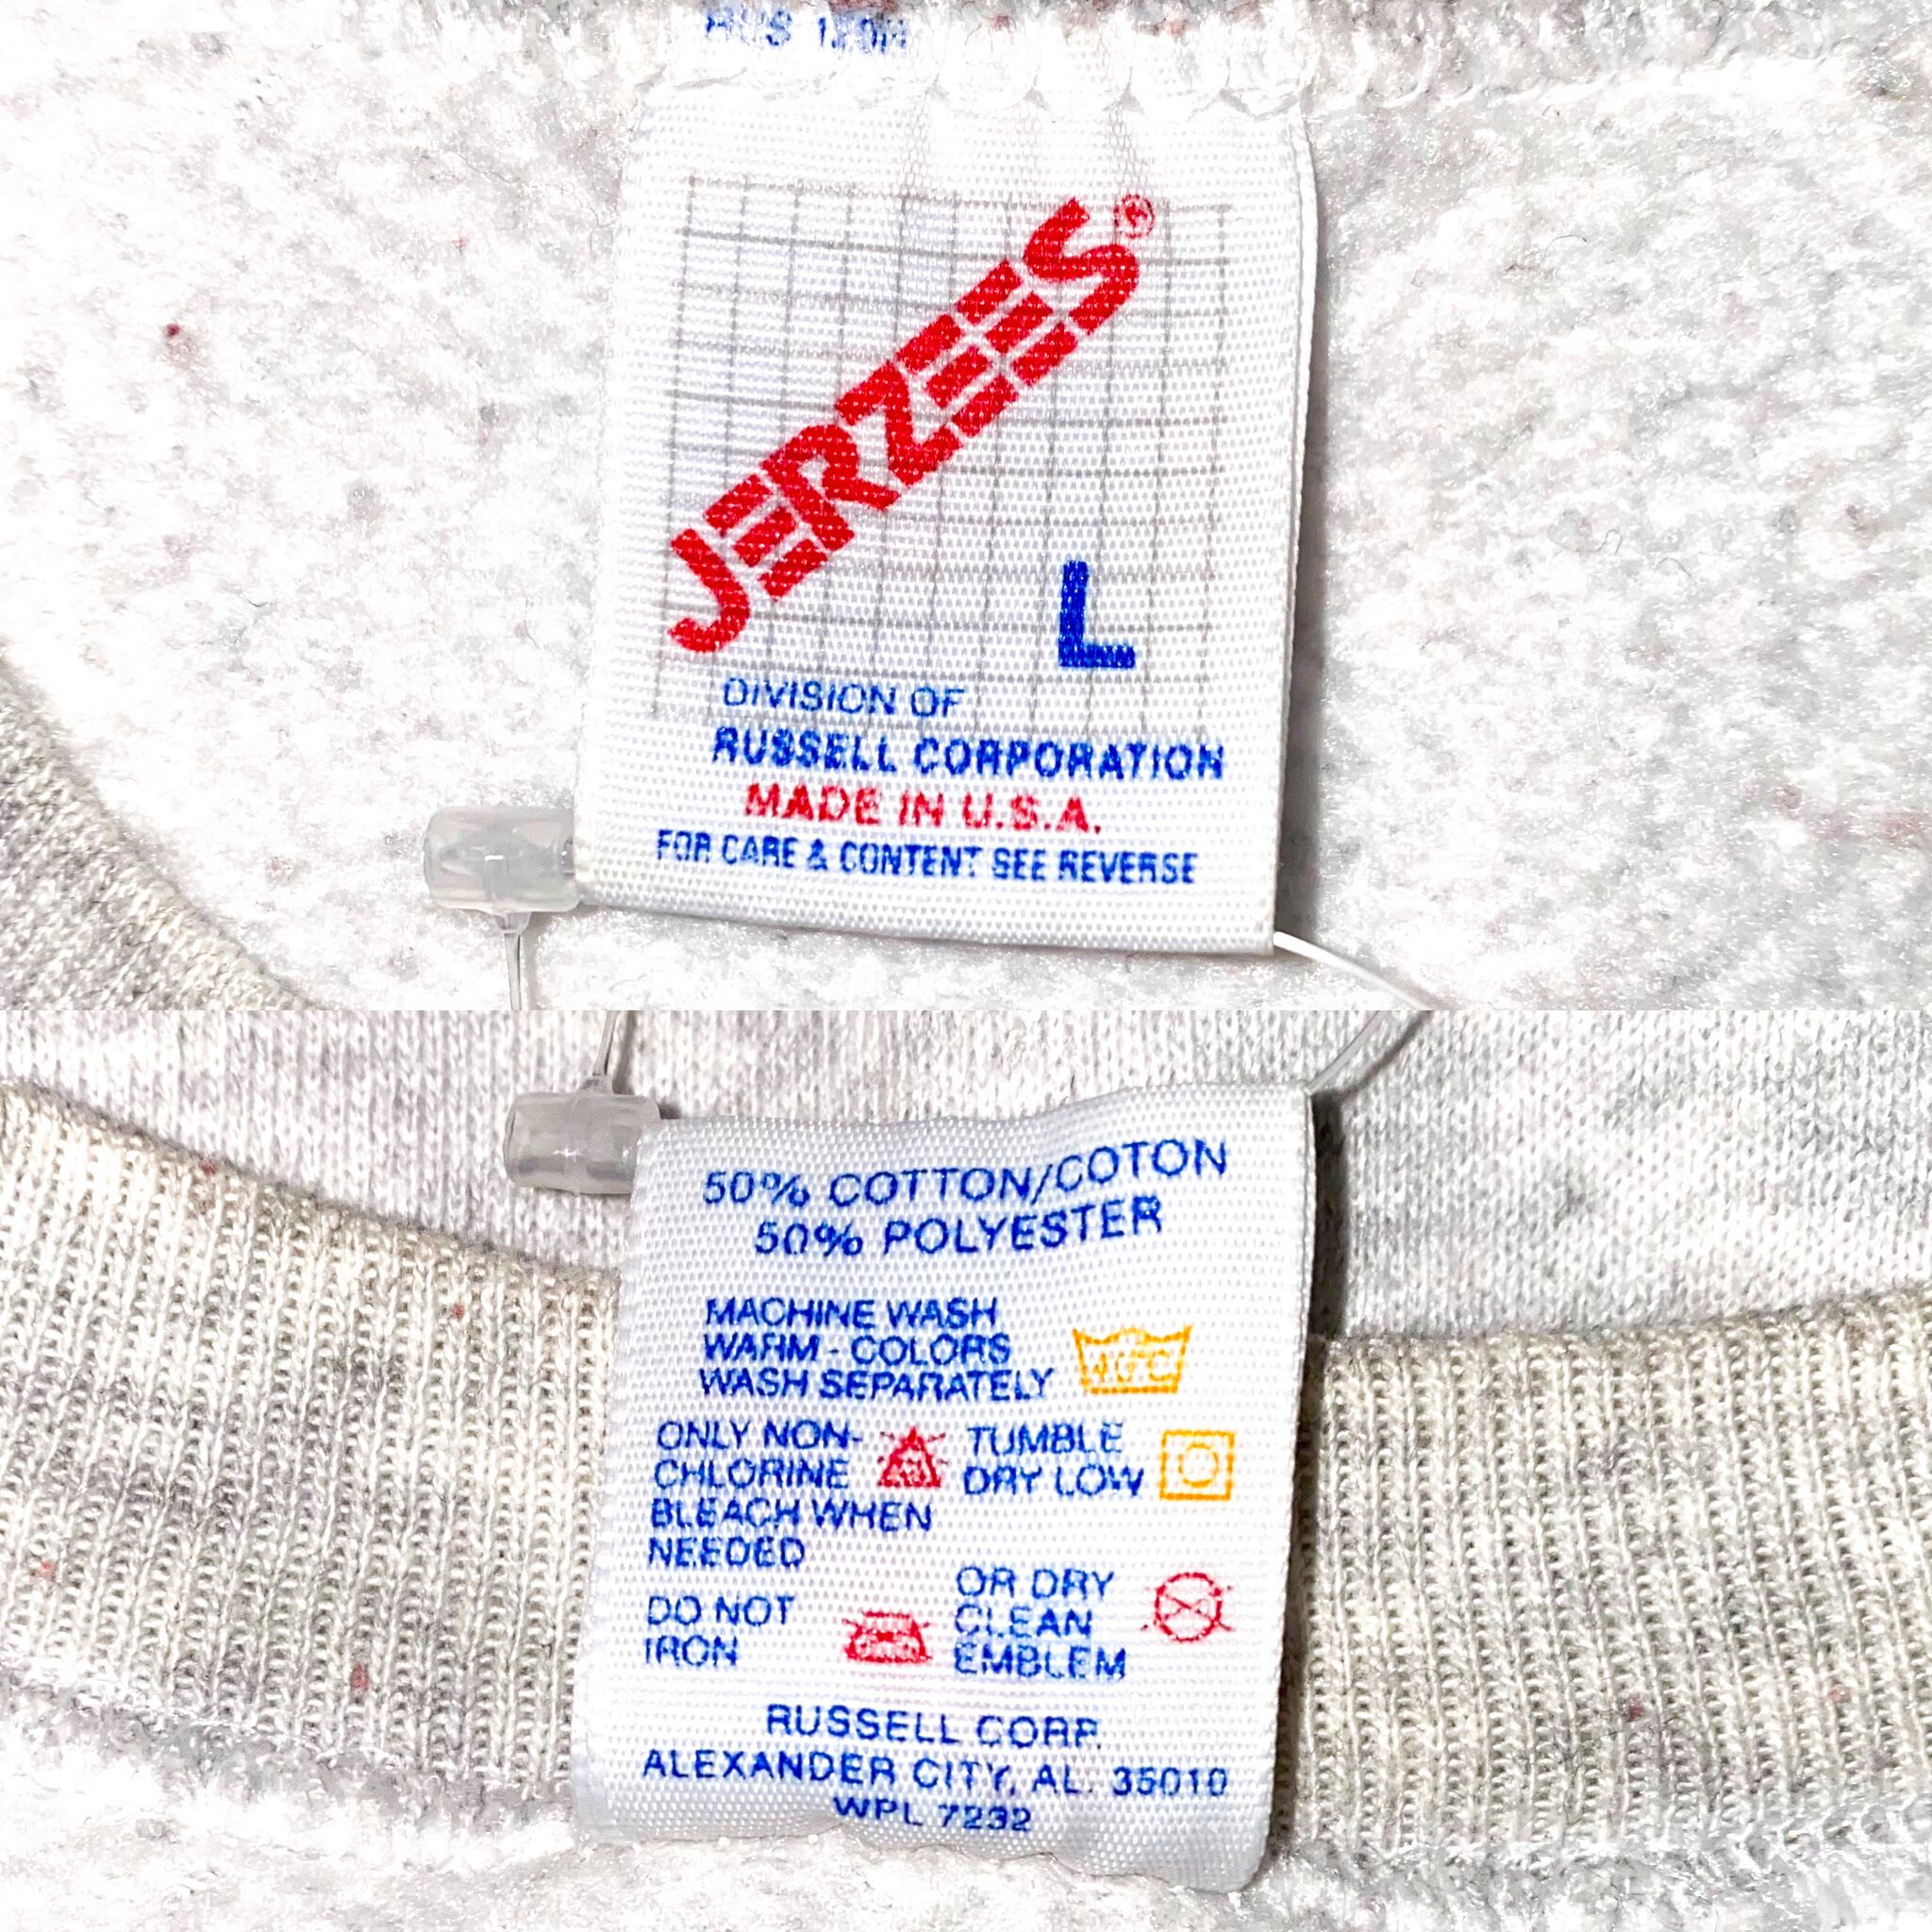 JERZES®
L
DIVISION OF
RUSSELL CORPORATION
MADE IN U.S.A.
FOR CARE & CONTENT SEE REVERSE
50% COTTON/COTON
50% POLYESTER
MACHINE WASH
WARM - COLORS
WASH SEPARATELY
40°C
ONLY NON-
CHLORINE
BLEACH WHEN
NEEDED
TUMBLE
DRY LOW
DO NOT
IRON
OR DRY
CLEAN
EMBLEM
RUSSELL CORP.
ALEXANDER CITY, AL. 35010
WPL 7232